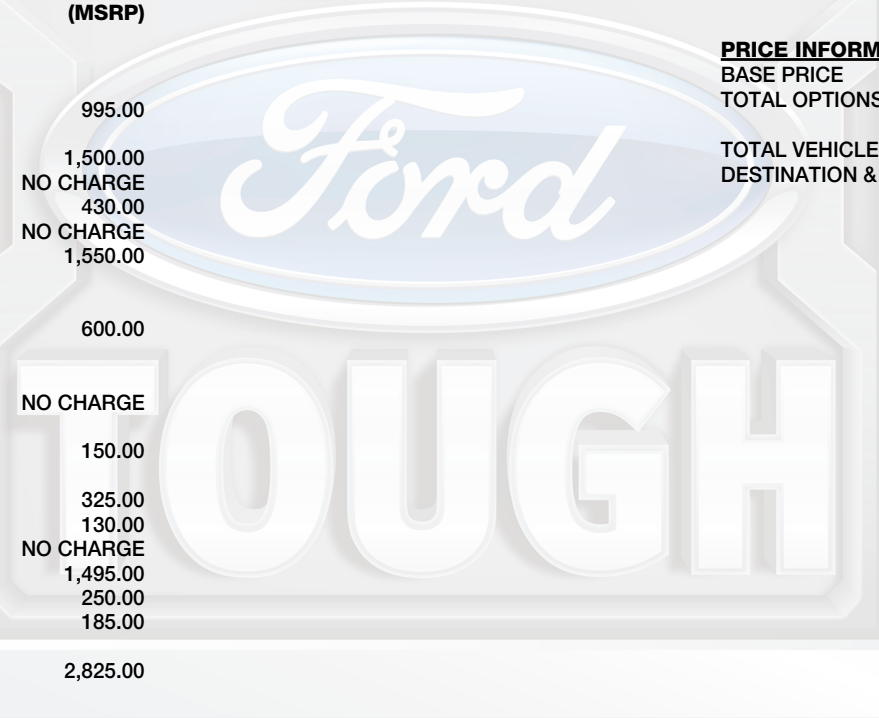 (MSRP)
995.00
1,500.00
NO CHARGE
430.00
NO CHARGE
1,550.00
600.00
NO CHARGE
150.00
325.00
130.00
NO CHARGE
1,495.00
250.00
185.00
2,825.00
PRICE INFORM
BASE PRICE
TOTAL OPTIONS
TOTAL VEHICLE
DESTINATION &
Ford
TOUGH